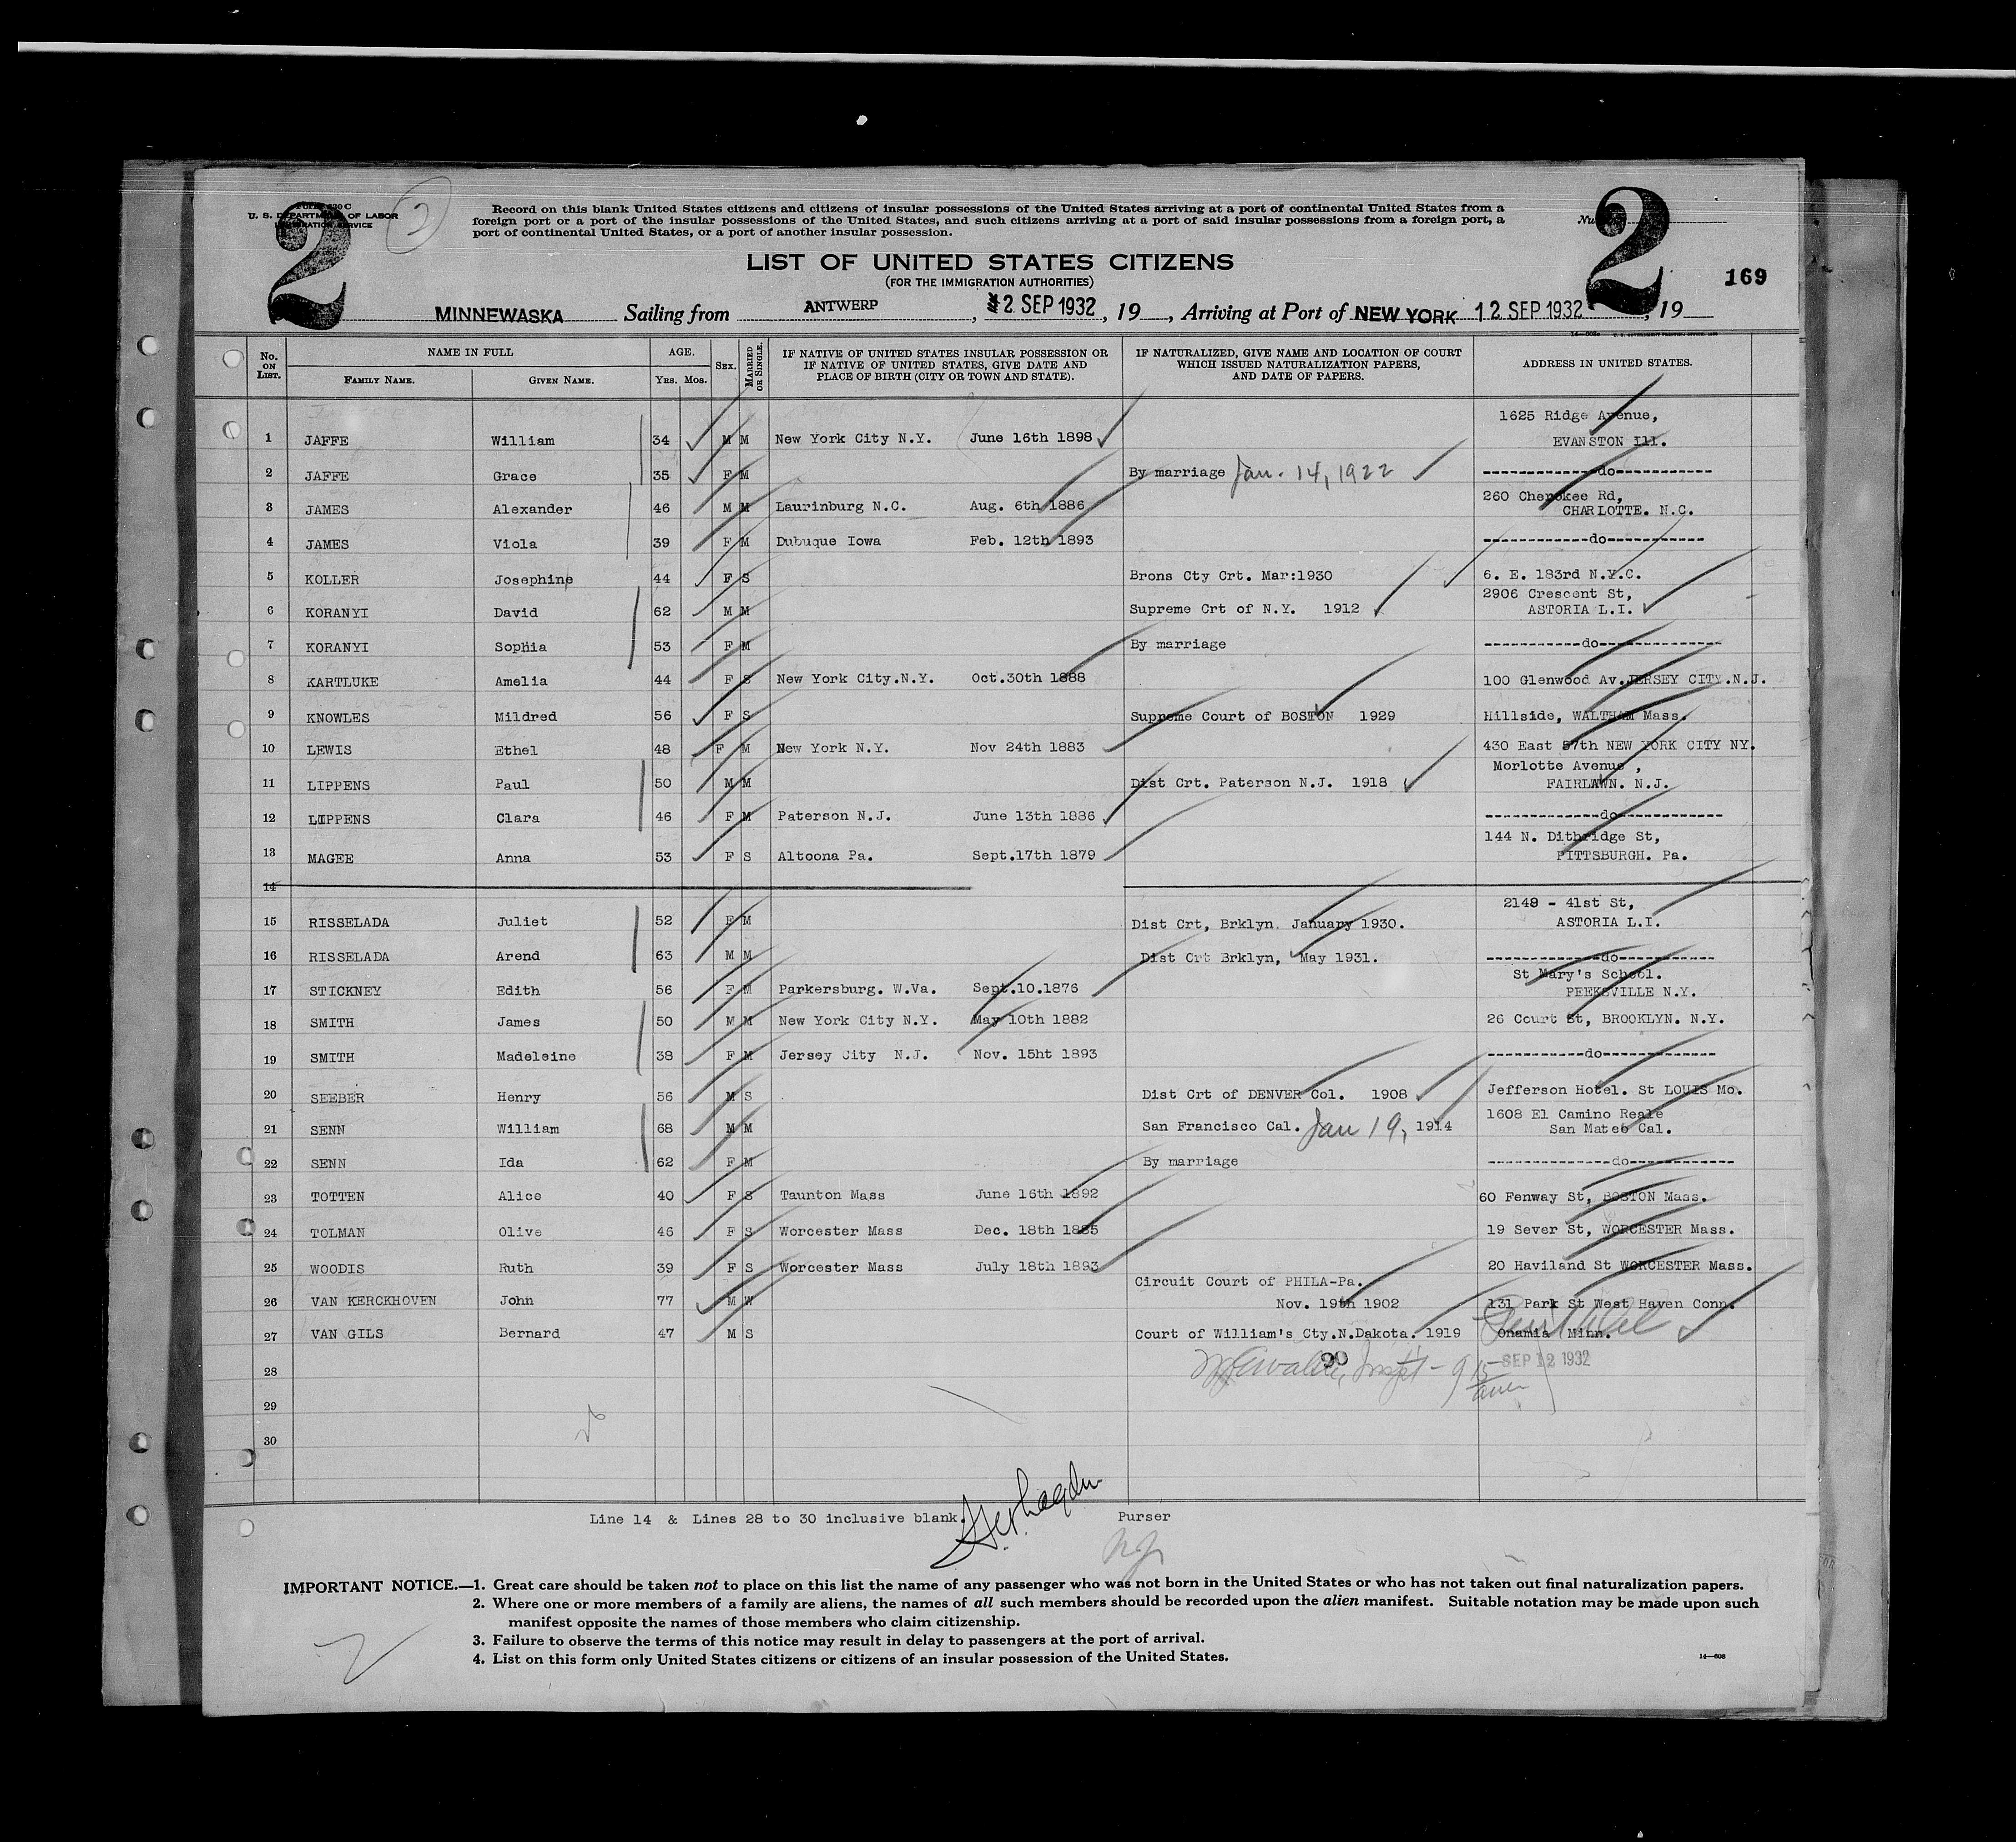 2 2
FORM 630 C
U. S. DEPARTMENT OF LABOR
IMMIGRATION SERVICE
2
Record on this blank United States citizens and citizens of insular possessions of the United States arriving at a port of continental United States from a
foreign port or a port of the insular possessions of the United States, and such citizens arriving at a port of said insular possessions from a foreign port, a
port of continental United States, or a port of another insular possession.
LIST OF UNITED STATES CITIZENS
(FOR THE IMMIGRATION AUTHORITIES)
169
MINNEWASKA Sailing from ANTWERP, 2 SEP 1932, 19 , Arriving at Port of NEW YORK 12 SEP 1932, 19
No. ON LIST. NAME IN FULL FAMILY NAME. GIVEN NAME. AGE. YRS. MOS. SEX. MARRIED OR SINGLE. IF NATIVE OF UNITED STATES INSULAR POSSESSION OR IF NATIVE OF UNITED STATES, GIVE DATE AND PLACE OF BIRTH (CITY OR TOWN AND STATE). IF NATURALIZED, GIVE NAME AND LOCATION OF COURT WHICH ISSUED NATURALIZATION PAPERS, AND DATE OF PAPERS. ADDRESS IN UNITED STATES.
1625 Ridge Avenue,
1 JAFFE William 34 M M New York City N.Y. June 16th 1898 EVANSTON Ill.
2 JAFFE Grace 35 F M By marriage Jan. 14, 1922 --------------do------------
260 Cherokee Rd,
3 JAMES Alexander 46 M M Laurinburg N.C. Aug. 6th 1886 CHARLOTTE. N.C.
4 JAMES Viola 39 F M Dubuque Iowa Feb. 12th 1893 -------------do------------
5 KOLLER Josephine 44 F S Brons Cty Crt. Mar:1930 6. E. 183rd N.Y.C.
2906 Crescent St,
6 KORANYI David 62 M M Supreme Crt of N.Y. 1912 ASTORIA L.I.
7 KORANYI Sophia 53 F M By marriage ------------do---------------
8 KARTLUKE Amelia 44 F S New York City.N.Y. Oct.30th 1888 100 Glenwood Av.JERSEY CITY.N.J.
9 KNOWLES Mildred 56 F S Supreme Court of BOSTON 1929 Hillside, WALTHAM Mass.
10 LEWIS Ethel 48 F M New York N.Y. Nov 24th 1883 430 East 57th NEW YORK CITY NY.
Morlotte Avenue ,
11 LIPPENS Paul 50 M M Dist Crt. Paterson N.J. 1918 FAIRLAWN. N.J.
12 LIPPENS Clara 46 F M Paterson N.J. June 13th 1886 --------------do-------------
144 N. Dithridge St,
13 MAGEE Anna 53 F S Altoona Pa. Sept.17th 1879 PITTSBURGH. Pa.
14
2149 - 41st St,
15 RISSELADA Juliet 52 F M Dist Crt, Brklyn. January 1930. ASTORIA L.I.
16 RISSELADA Arend 63 M M Dist Crt Brklyn, May 1931. --------------do------------
St Mary's School.
17 STICKNEY Edith 56 F M Parkersburg. W.Va. Sept.10.1876 PEEKSVILLE N.Y.
18 SMITH James 50 M M New York City N.Y. May 10th 1882 26 Court St, BROOKLYN. N.Y.
19 SMITH Madeleine 38 F M Jersey City N.J. Nov. 15ht 1893 ------------do--------------
20 SEEBER Henry 56 M S Dist Crt of DENVER Col. 1908 Jefferson Hotel. St LOUIS Mo.
1608 El Camino Reale
21 SENN William 68 M M San Francisco Cal. Jan 19, 1914 San Mateo Cal.
22 SENN Ida 62 F M By marriage ---------------do-------------
23 TOTTEN Alice 40 F S Taunton Mass June 16th 1892 60 Fenway St, BOSTON Mass.
24 TOLMAN Olive 46 F S Worcester Mass Dec. 18th 1885 19 Sever St, WORCESTER Mass.
25 WOODIS Ruth 39 F S Worcester Mass July 18th 1893 20 Haviland St WORCESTER Mass.
Circuit Court of PHILA-Pa.
26 VAN KERCKHOVEN John 77 M W Nov. 19th 1902 131 Park St West Haven Conn.
27 VAN GILS Bernard 47 M S Court of William's Cty.N.Dakota. 1919 Onamia Minn.
90 SEP 12 1932
28
29
30
Line 14 & Lines 28 to 30 inclusive blank. Purser
IMPORTANT NOTICE.—1. Great care should be taken not to place on this list the name of any passenger who was not born in the United States or who has not taken out final naturalization papers.
2. Where one or more members of a family are aliens, the names of all such members should be recorded upon the alien manifest. Suitable notation may be made upon such
manifest opposite the names of those members who claim citizenship.
3. Failure to observe the terms of this notice may result in delay to passengers at the port of arrival.
4. List on this form only United States citizens or citizens of an insular possession of the United States.
14—608